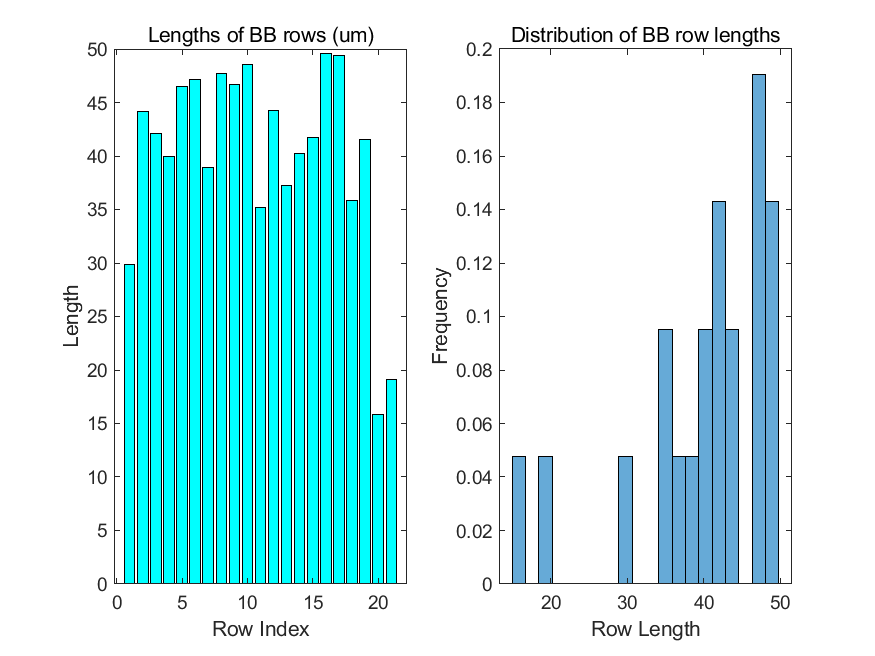 Lengths of BB rows (um)
50
45
40
35
30
25
20
15
10
5
0
Length
0 5 10 15 20
Row Index
Distribution of BB row lengths
0.2
0.18
0.16
0.14
0.12
0.1
0.08
0.06
0.04
0.02
0
Frequency
20 30 40 50
Row Length